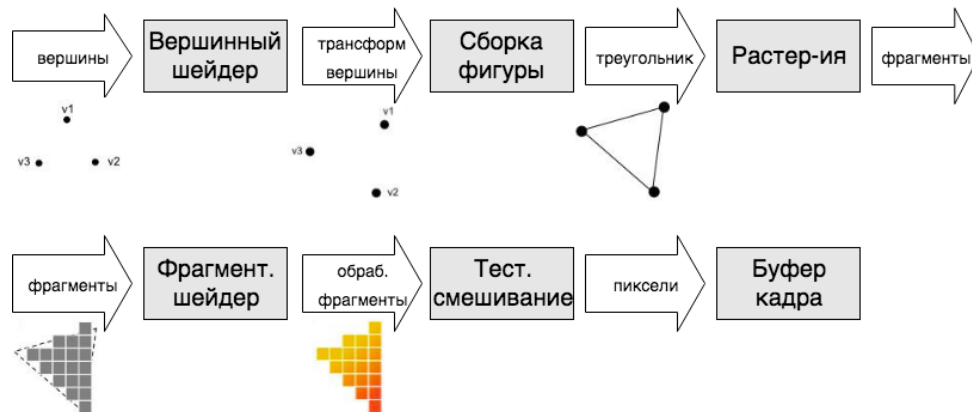 вершины
Вершинный
шейдер
трансформ
вершины
Сборка
фигуры
треугольник
Растер-ия
фрагменты
v1
v3
v2
v1
v3
v2
фрагменты
Фрагмент.
шейдер
обраб.
фрагменты
Тест.
смешивание
пиксели
Буфер
кадра